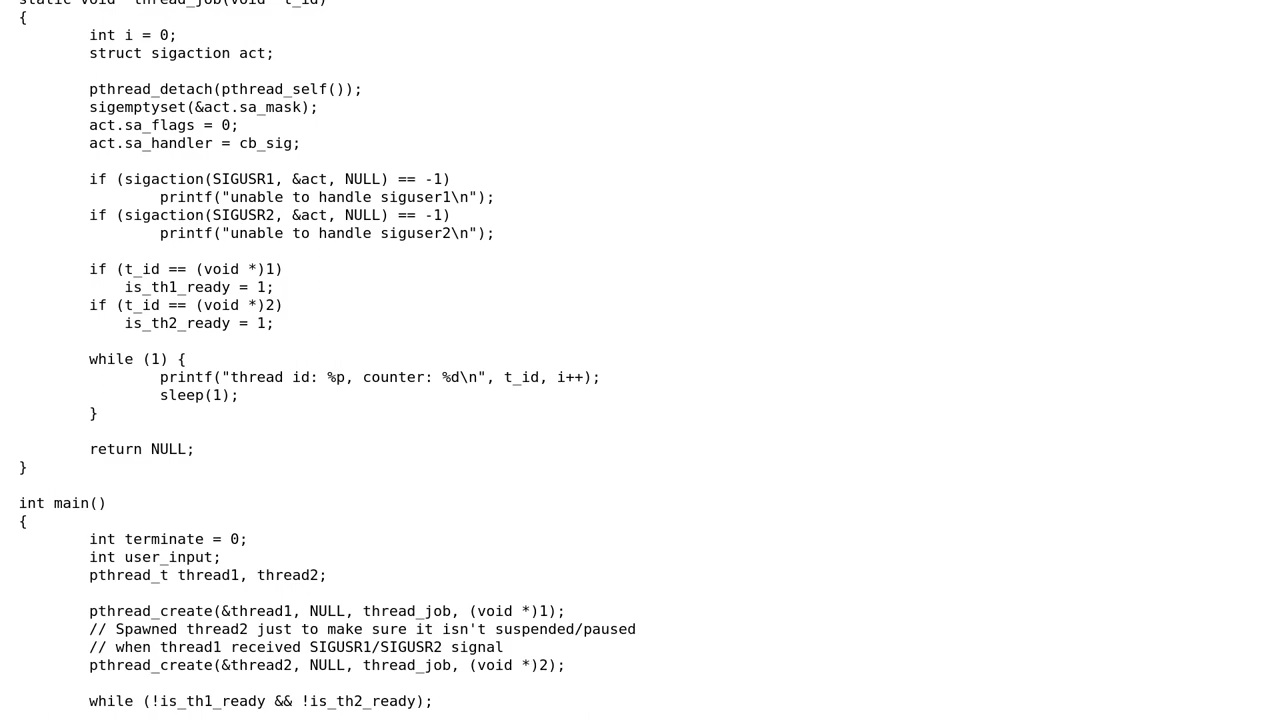 static void *thread_job(void *t_id)
{
        int i = 0;
        struct sigaction act;

        pthread_detach(pthread_self());
        sigemptyset(&act.sa_mask);
        act.sa_flags = 0;
        act.sa_handler = cb_sig;

        if (sigaction(SIGUSR1, &act, NULL) == -1)
                printf("unable to handle siguser1\n");
        if (sigaction(SIGUSR2, &act, NULL) == -1)
                printf("unable to handle siguser2\n");

        if (t_id == (void *)1)
            is_th1_ready = 1;
        if (t_id == (void *)2)
            is_th2_ready = 1;

        while (1) {
                printf("thread id: %p, counter: %d\n", t_id, i++);
                sleep(1);
        }

        return NULL;
}

int main()
{
        int terminate = 0;
        int user_input;
        pthread_t thread1, thread2;

        pthread_create(&thread1, NULL, thread_job, (void *)1);
        // Spawned thread2 just to make sure it isn't suspended/paused
        // when thread1 received SIGUSR1/SIGUSR2 signal
        pthread_create(&thread2, NULL, thread_job, (void *)2);

        while (!is_th1_ready && !is_th2_ready);